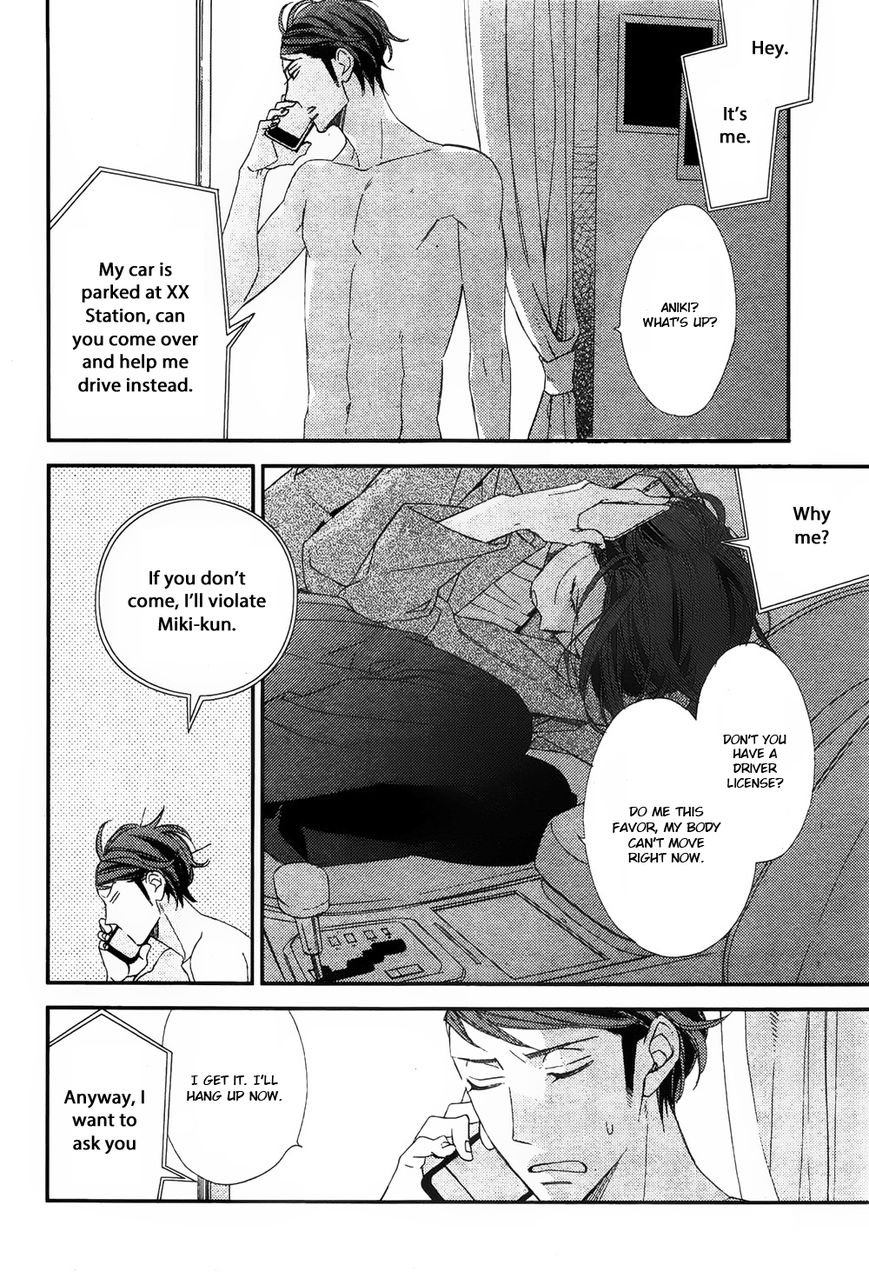 Hey.
It's
me.
ANIKI?
WHAT'S UP?
My car is
parked at XX
Station, can
you come over
and help me
drive instead.
Why
me?
DON'T YOU
HAVE A
DRIVER
LICENSE?
DO ME THIS
FAVOR, MY BODY
CAN'T MOVE
RIGHT NOW.
If you don't
come, I'll violate
Miki-kun.
I GET IT. I'LL
HANG UP NOW.
Anyway, I
want to
ask you